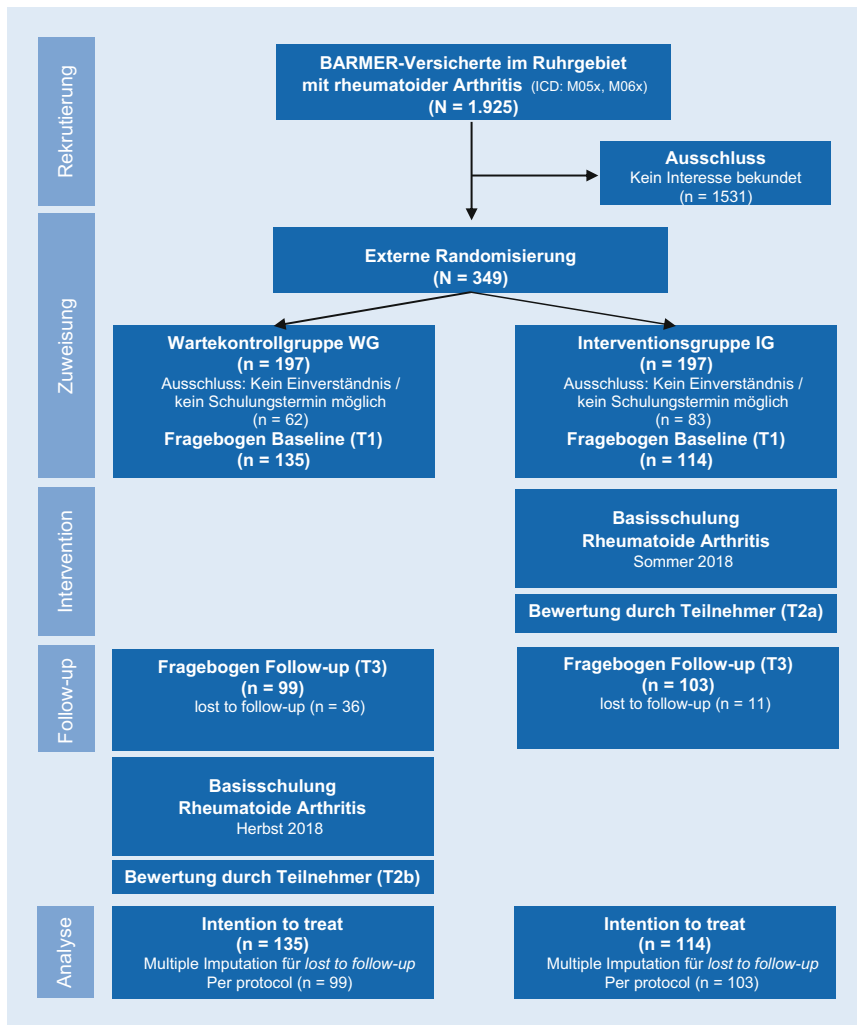 Rekrutierung
BARMER-Versicherte im Ruhrgebiet
mit rheumatoider Arthritis (ICD: M05x, M06x)
(N = 1.925)
Ausschluss
Kein Interesse bekundet
(n = 1531)
Zuweisung
Externe Randomisierung
(N = 349)
Wartekontrollgruppe WG
(n = 197)
Ausschluss: Kein Einverständnis /
kein Schulungstermin möglich
(n = 62)
Fragebogen Baseline (T1)
(n = 135)
Interventionsgruppe IG
(n = 197)
Ausschluss: Kein Einverständnis /
kein Schulungstermin möglich
(n = 83)
Fragebogen Baseline (T1)
(n = 114)
Intervention
Basisschulung
Rheumatoide Arthritis
Sommer 2018
Bewertung durch Teilnehmer (T2a)
Follow-up
Fragebogen Follow-up (T3)
(n = 99)
lost to follow-up (n = 36)
Fragebogen Follow-up (T3)
(n = 103)
lost to follow-up (n = 11)
Basisschulung
Rheumatoide Arthritis
Herbst 2018
Bewertung durch Teilnehmer (T2b)
Analyse
Intention to treat
(n = 135)
Multiple Imputation für lost to follow-up
Per protocol (n = 99)
Intention to treat
(n = 114)
Multiple Imputation für lost to follow-up
Per protocol (n = 103)